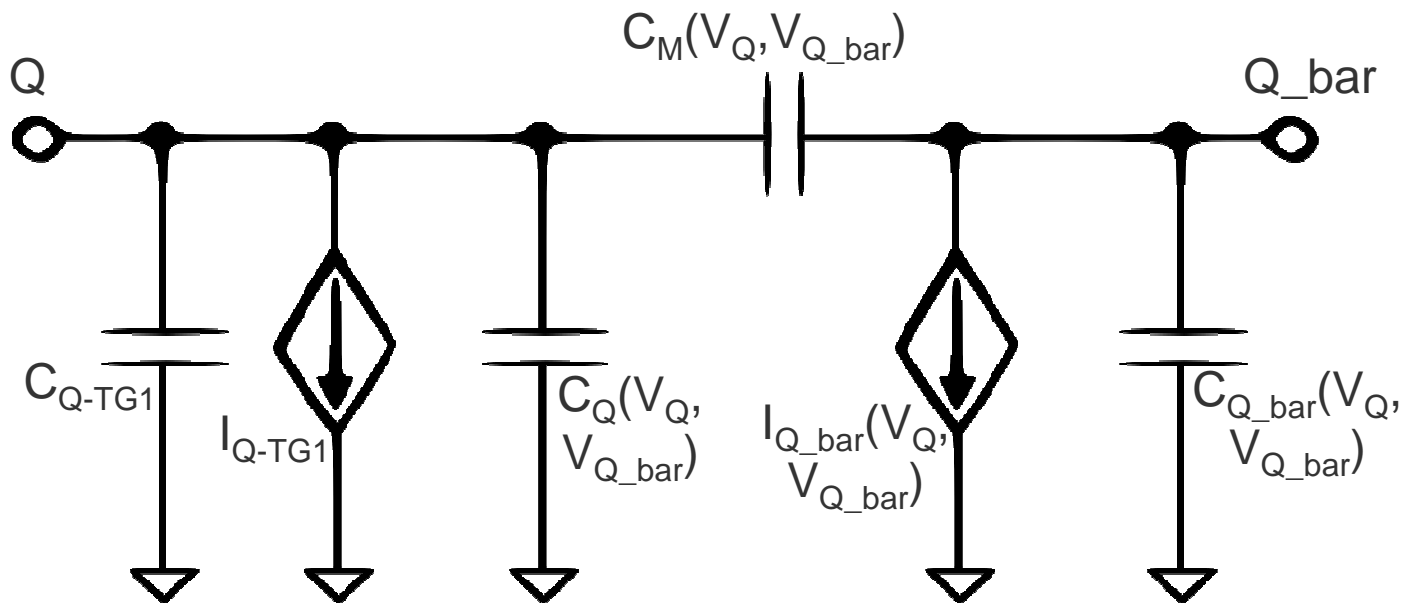 C_M(V_Q,V_Q_bar)
Q
Q_bar
C_Q-TG1
I_Q-TG1
C_Q(V_Q,
V_Q_bar)
I_Q_bar(V_Q,
V_Q_bar)
C_Q_bar(V_Q,
V_Q_bar)